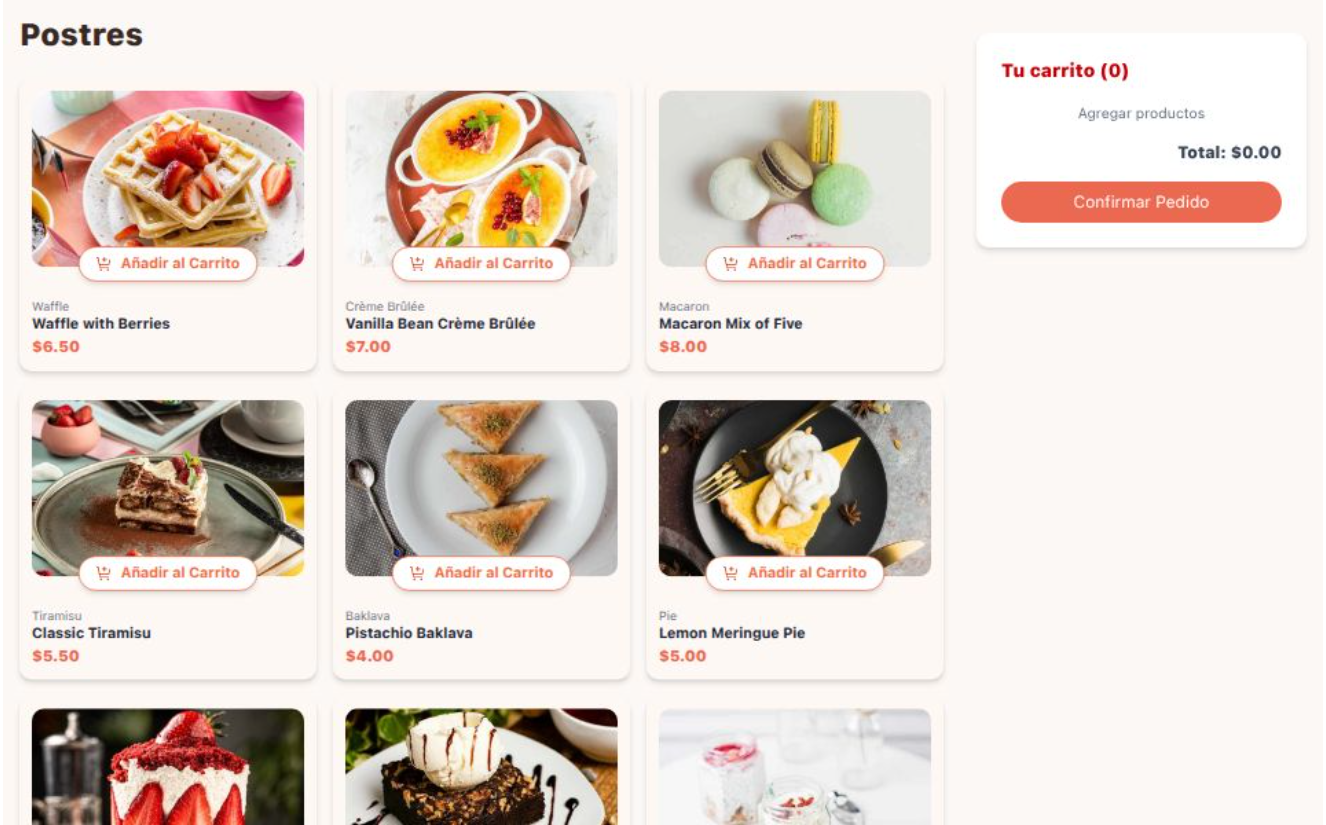 Postres
Tu carrito (0)
Agregar productos
Total: $0.00
Confirmar Pedido
Añadir al Carrito
Waffle
Waffle with Berries
$6.50
Añadir al Carrito
Crème Brûlée
Vanilla Bean Crème Brûlée
$7.00
Añadir al Carrito
Macaron
Macaron Mix of Five
$8.00
Añadir al Carrito
Tiramisu
Classic Tiramisu
$5.50
Añadir al Carrito
Baklava
Pistachio Baklava
$4.00
Añadir al Carrito
Pie
Lemon Meringue Pie
$5.00